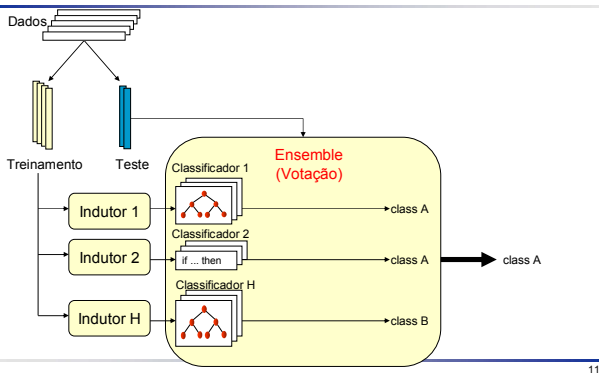 Dados
Treinamento
Teste
Ensemble
(Votação)
Classificador 1
Indutor 1
class A
Classificador 2
Indutor 2
if ... then
class A
class A
Classificador H
Indutor H
class B
11